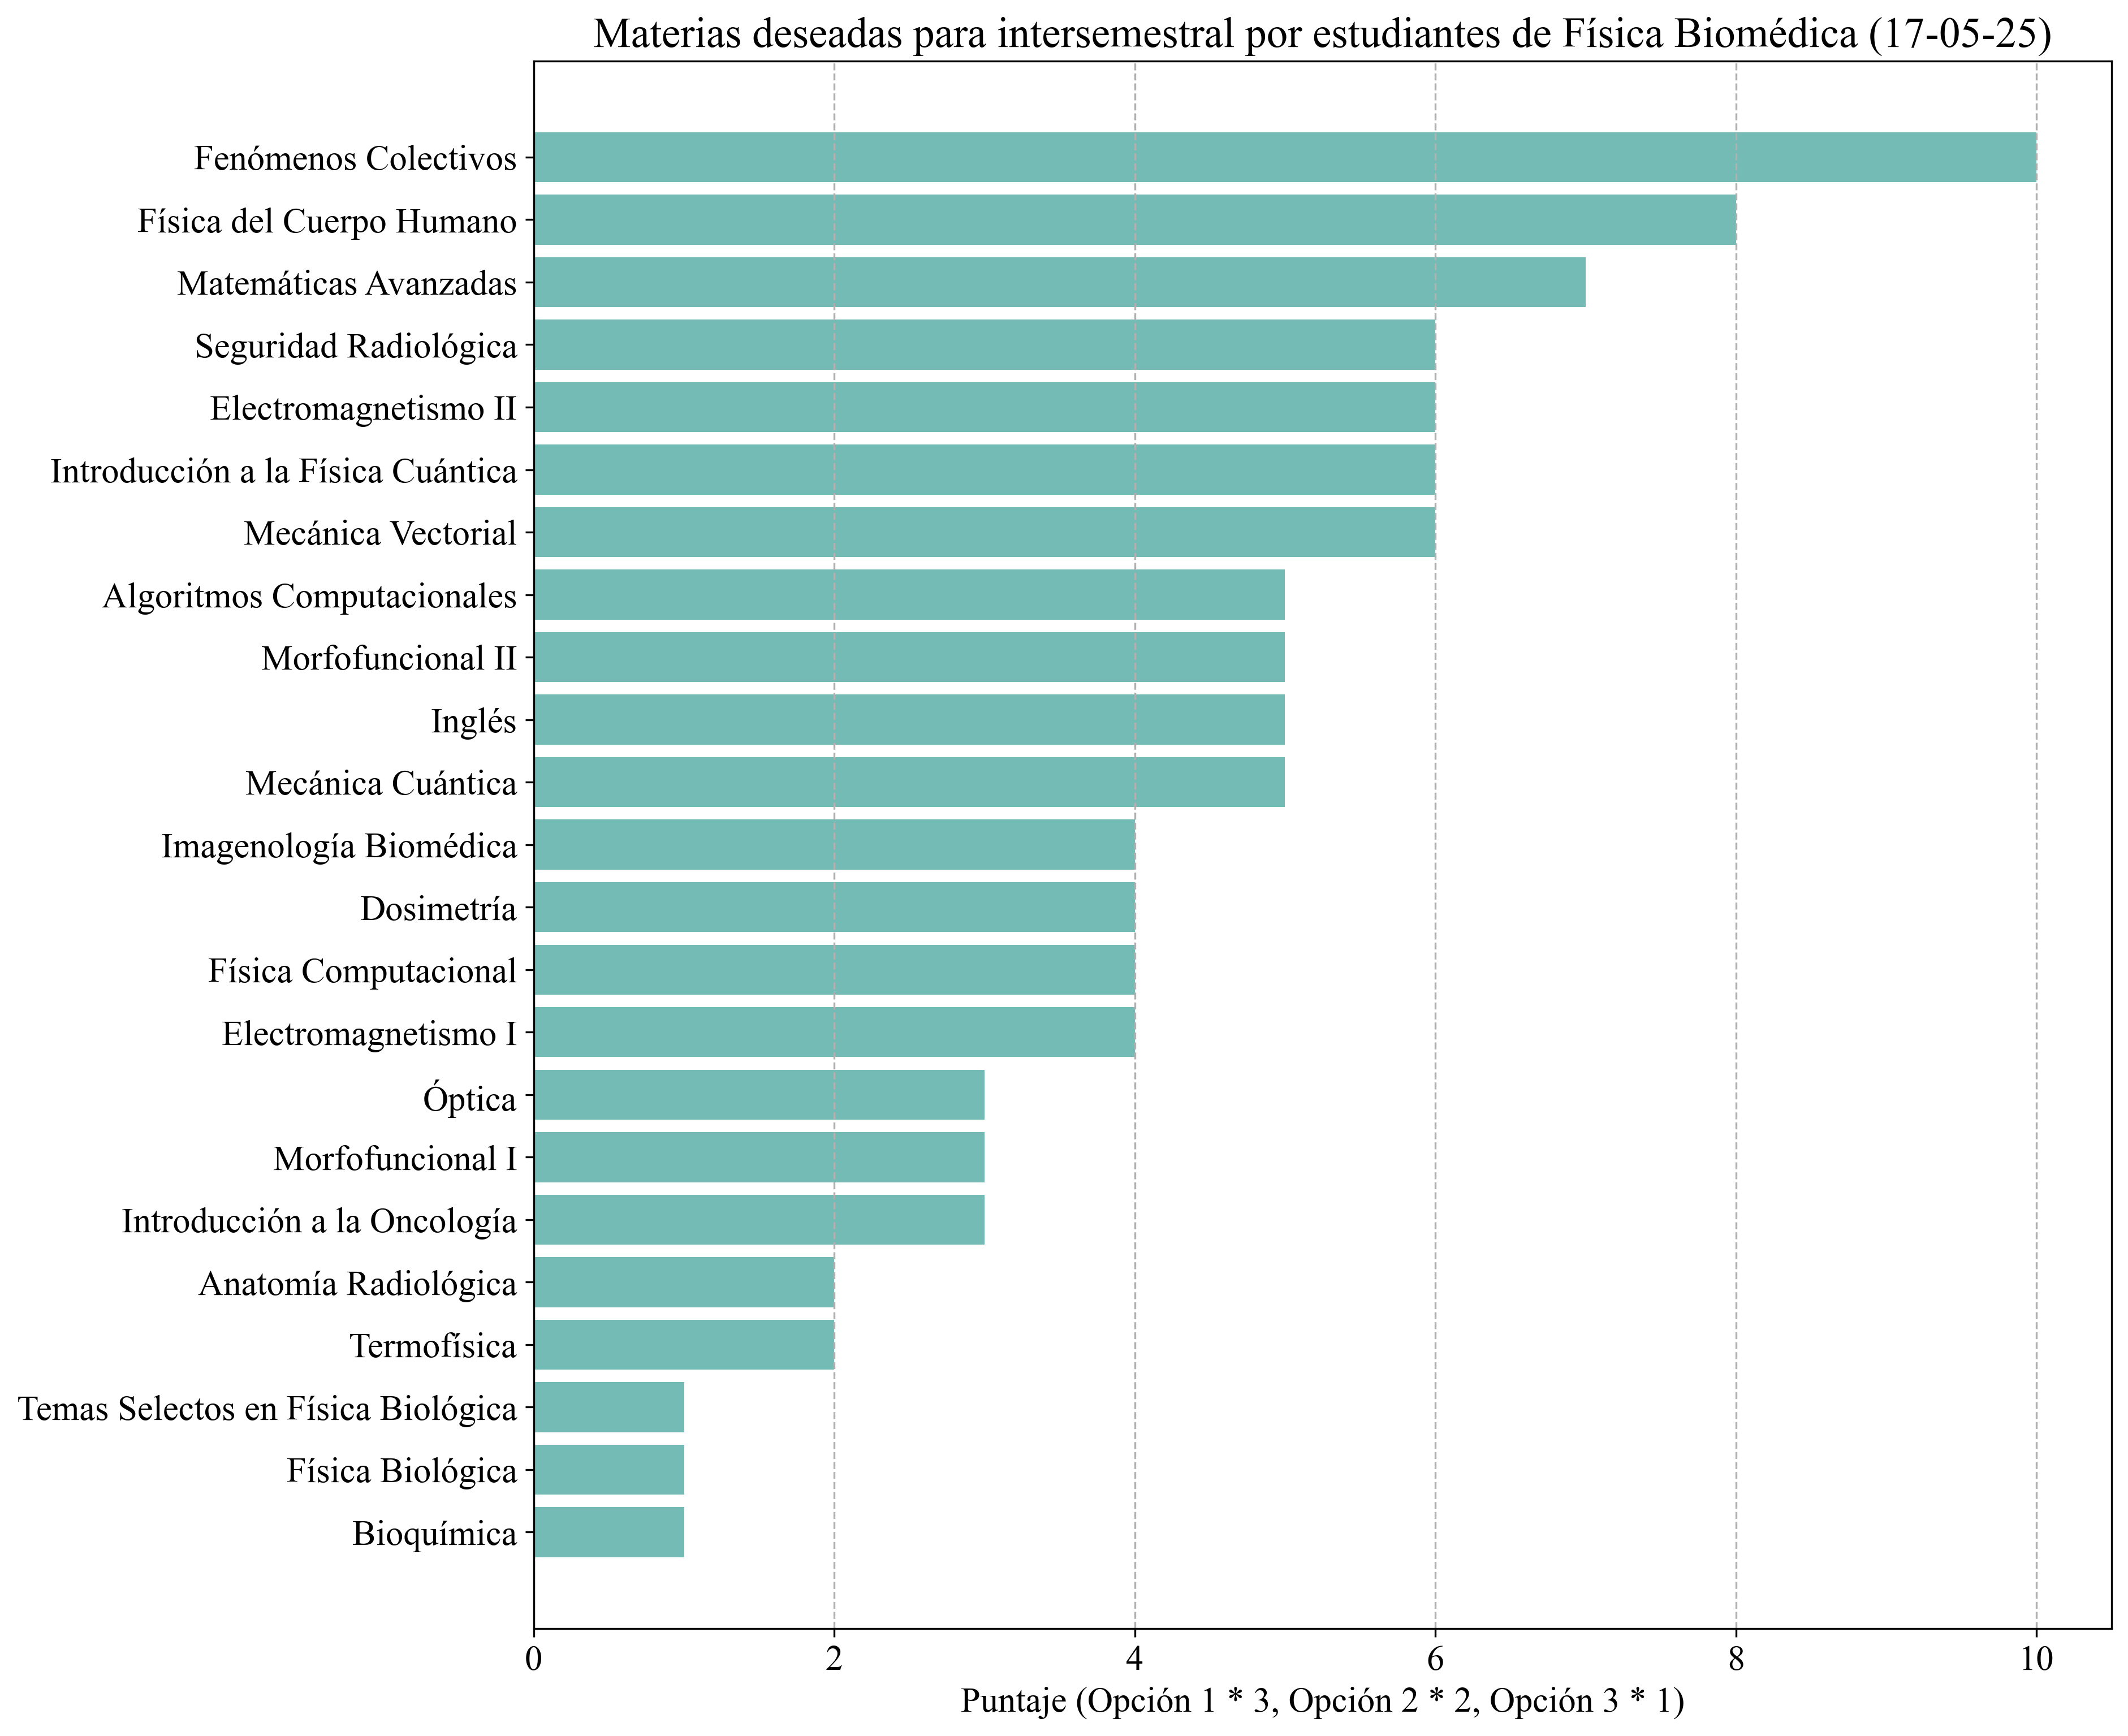 Materias deseadas para intersemestral por estudiantes de Física Biomédica (17-05-25)
Fenómenos Colectivos
Física del Cuerpo Humano
Matemáticas Avanzadas
Seguridad Radiológica
Electromagnetismo II
Introducción a la Física Cuántica
Mecánica Vectorial
Algoritmos Computacionales
Morfofuncional II
Inglés
Mecánica Cuántica
Imagenología Biomédica
Dosimetría
Física Computacional
Electromagnetismo I
Óptica
Morfofuncional I
Introducción a la Oncología
Anatomía Radiológica
Termofísica
Temas Selectos en Física Biológica
Física Biológica
Bioquímica
0 2 4 6 8 10
Puntaje (Opción 1 * 3, Opción 2 * 2, Opción 3 * 1)